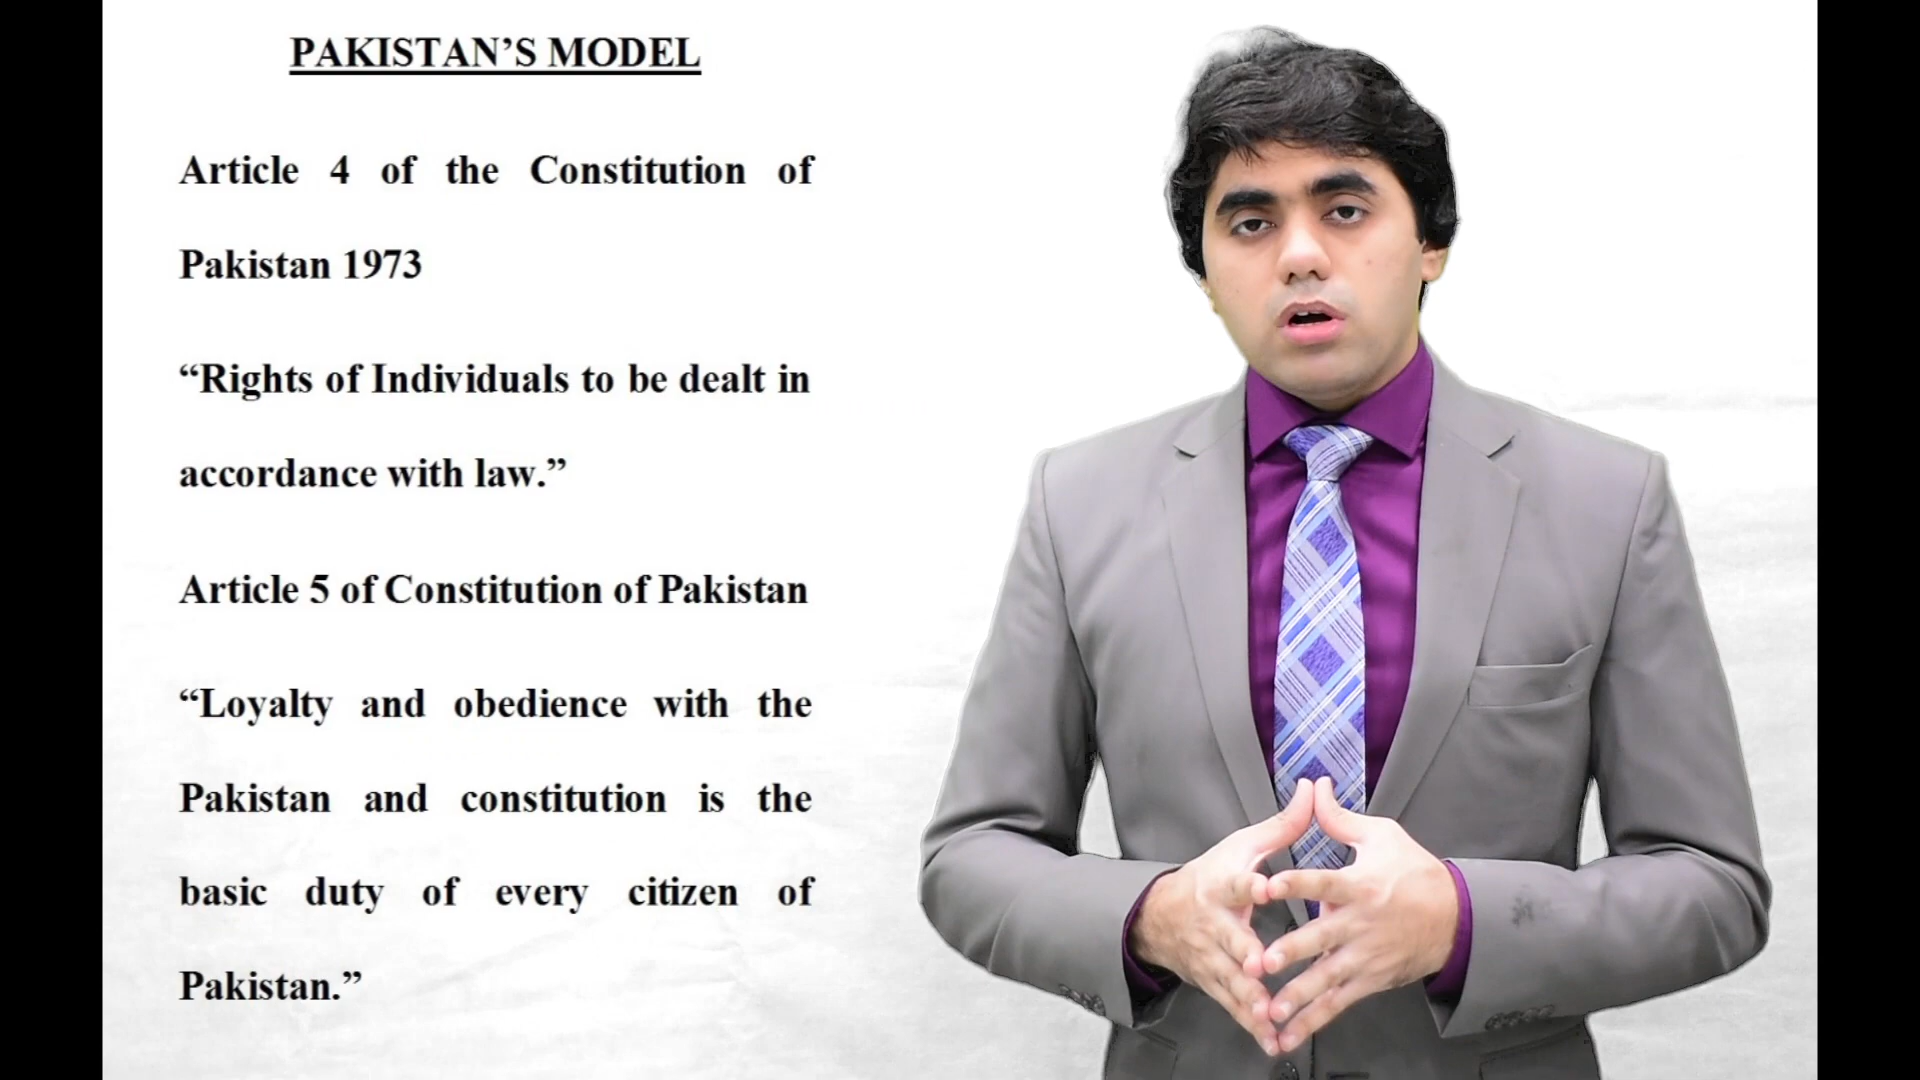 PAKISTAN’S MODEL
Article 4 of the Constitution of
Pakistan 1973
“Rights of Individuals to be dealt in
accordance with law.”
Article 5 of Constitution of Pakistan
“Loyalty and obedience with the
Pakistan and constitution is the
basic duty of every citizen of
Pakistan.”